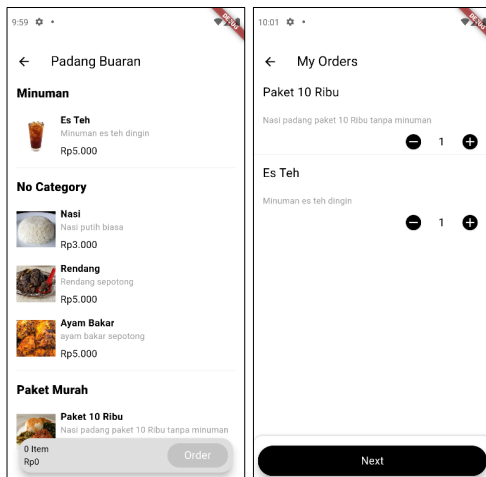 9:59
DEBUG
Padang Buaran
Minuman
Es Teh
Minuman es teh dingin
Rp5.000
No Category
Nasi
Nasi putih biasa
Rp3.000
Rendang
Rendang sepotong
Rp5.000
Ayam Bakar
ayam bakar sepotong
Rp5.000
Paket Murah
Paket 10 Ribu
Nasi padang paket 10 Ribu tanpa minuman
0 Item
Rp0
Order
10:01
DEBUG
My Orders
Paket 10 Ribu
Nasi padang paket 10 Ribu tanpa minuman
1
Es Teh
Minuman es teh dingin
1
Next